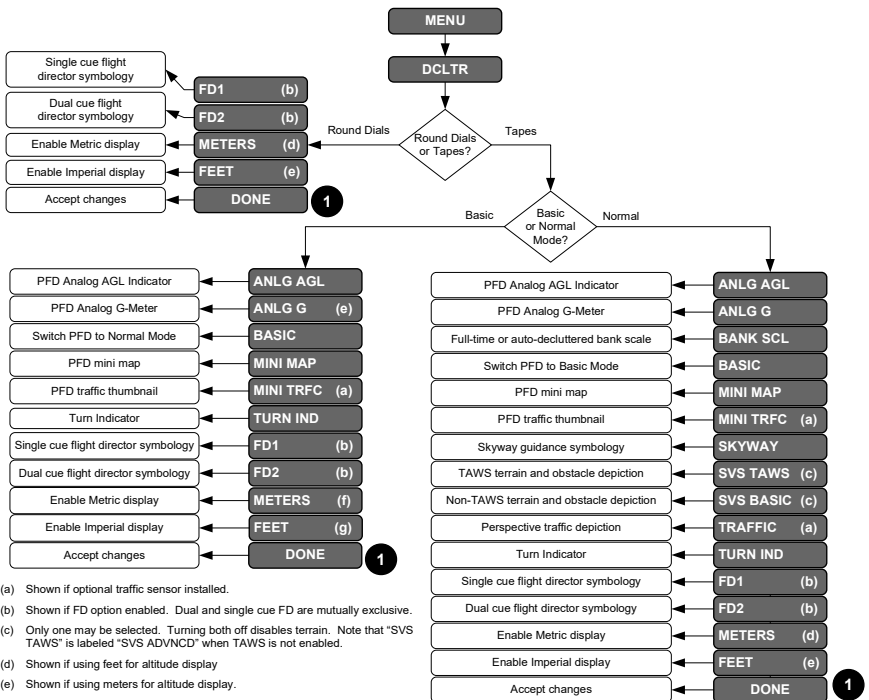 MENU
DCLTR
Round Dials
or Tapes?
Round Dials
Tapes
Single cue flight
director symbology
FD1 (b)
Dual cue flight
director symbology
FD2 (b)
Enable Metric display
METERS (d)
Enable Imperial display
FEET (e)
Accept changes
DONE
1
Basic
or Normal
Mode?
Basic
Normal
PFD Analog AGL Indicator
ANLG AGL
PFD Analog G-Meter
ANLG G (e)
Switch PFD to Normal Mode
BASIC
PFD mini map
MINI MAP
PFD traffic thumbnail
MINI TRFC (a)
Turn Indicator
TURN IND
Single cue flight director symbology
FD1 (b)
Dual cue flight director symbology
FD2 (b)
Enable Metric display
METERS (f)
Enable Imperial display
FEET (g)
Accept changes
DONE
1
PFD Analog AGL Indicator
ANLG AGL
PFD Analog G-Meter
ANLG G
Full-time or auto-decluttered bank scale
BANK SCL
Switch PFD to Basic Mode
BASIC
PFD mini map
MINI MAP
PFD traffic thumbnail
MINI TRFC (a)
Skyway guidance symbology
SKYWAY
TAWS terrain and obstacle depiction
SVS TAWS (c)
Non-TAWS terrain and obstacle depiction
SVS BASIC (c)
Perspective traffic depiction
TRAFFIC (a)
Turn Indicator
TURN IND
Single cue flight director symbology
FD1 (b)
Dual cue flight director symbology
FD2 (b)
Enable Metric display
METERS (d)
Enable Imperial display
FEET (e)
Accept changes
DONE
1
(a) Shown if optional traffic sensor installed.
(b) Shown if FD option enabled. Dual and single cue FD are mutually exclusive.
(c) Only one may be selected. Turning both off disables terrain. Note that “SVS
TAWS” is labeled “SVS ADVNCD” when TAWS is not enabled.
(d) Shown if using feet for altitude display
(e) Shown if using meters for altitude display.